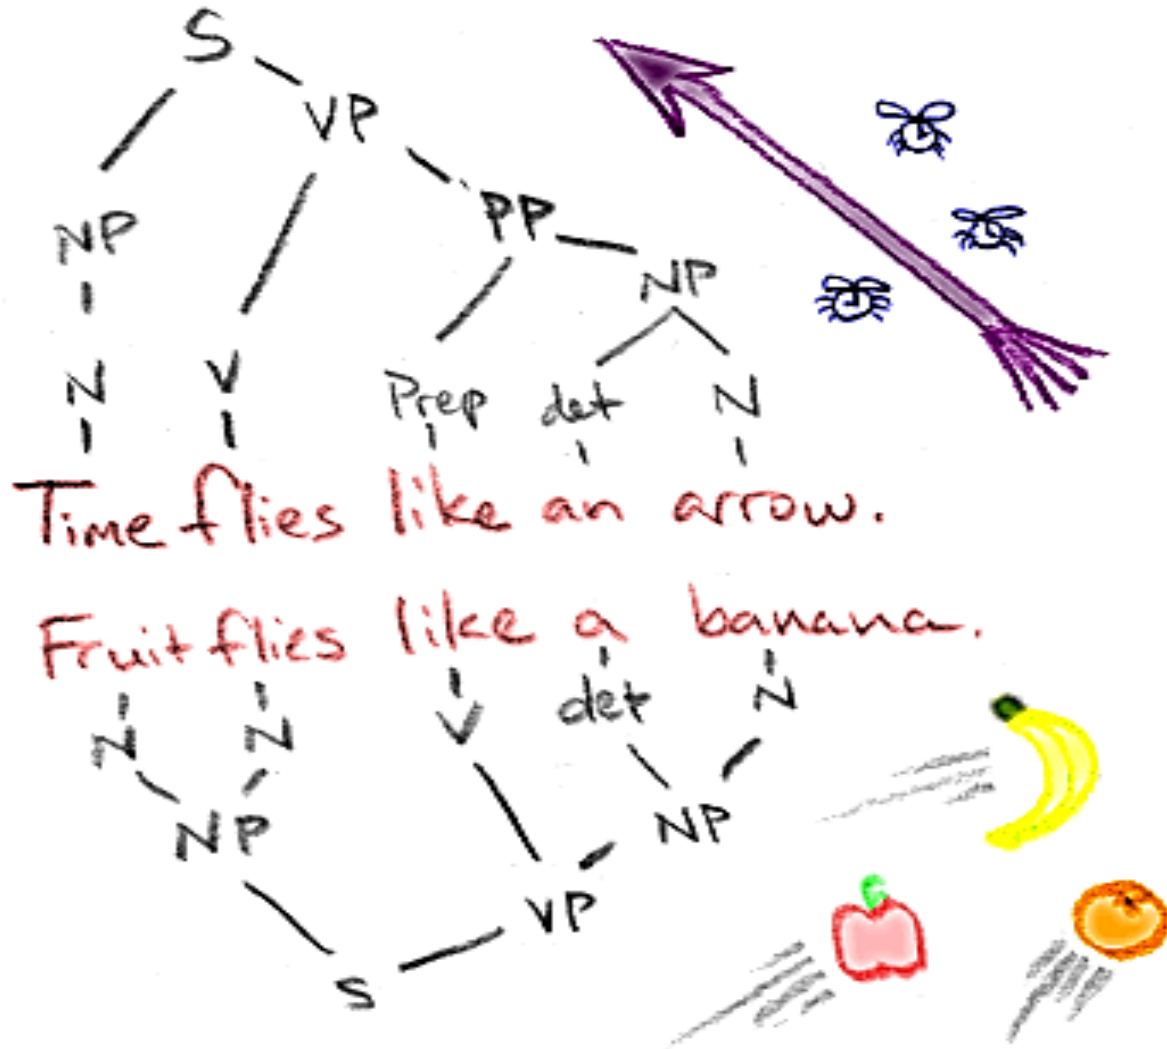 S
VP
PP
NP
NP
N V Prep det N
Time flies like an arrow.
Fruit flies like a banana.
N N V det N
NP NP
VP
S